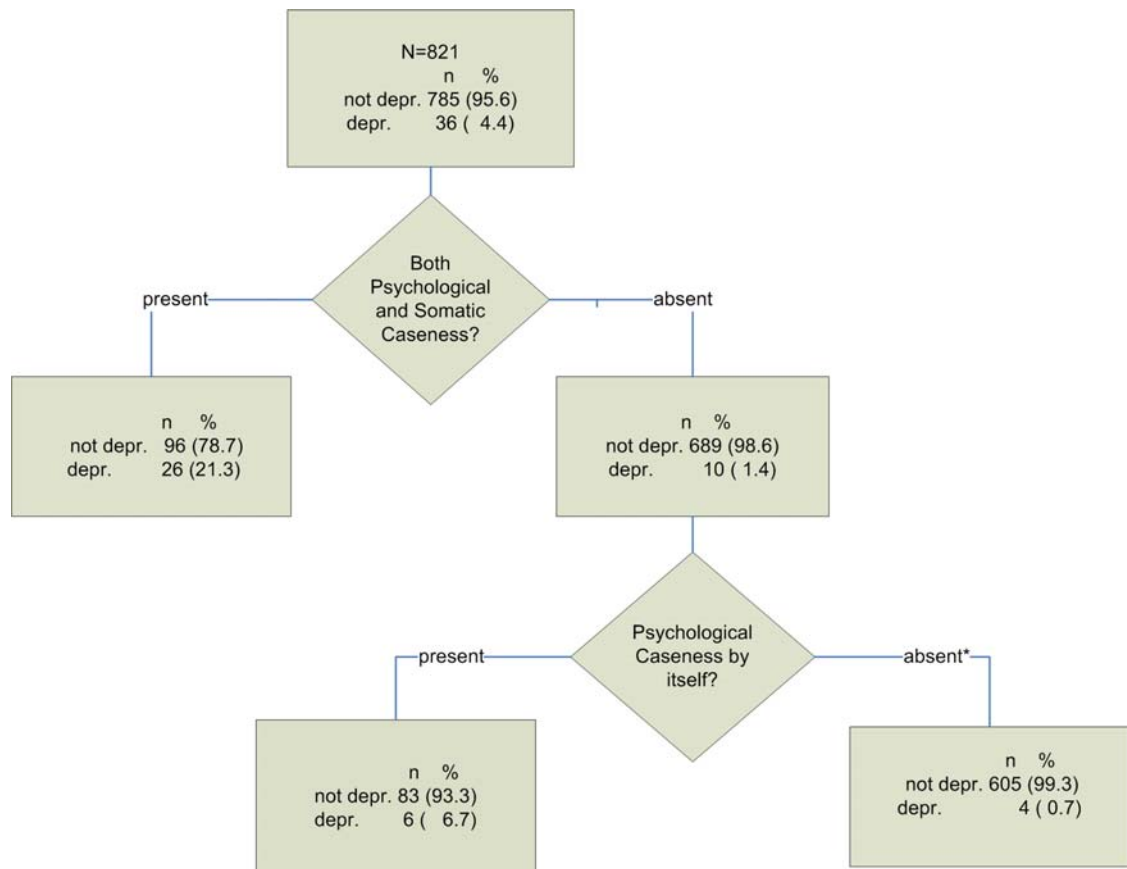 N=821
n %
not depr. 785 (95.6)
depr. 36 ( 4.4)
Both
Psychological
and Somatic
Caseness?
present
absent
n %
not depr. 96 (78.7)
depr. 26 (21.3)
n %
not depr. 689 (98.6)
depr. 10 ( 1.4)
Psychological
Caseness by
itself?
present
absent*
n %
not depr. 83 (93.3)
depr. 6 ( 6.7)
n %
not depr. 605 (99.3)
depr. 4 ( 0.7)